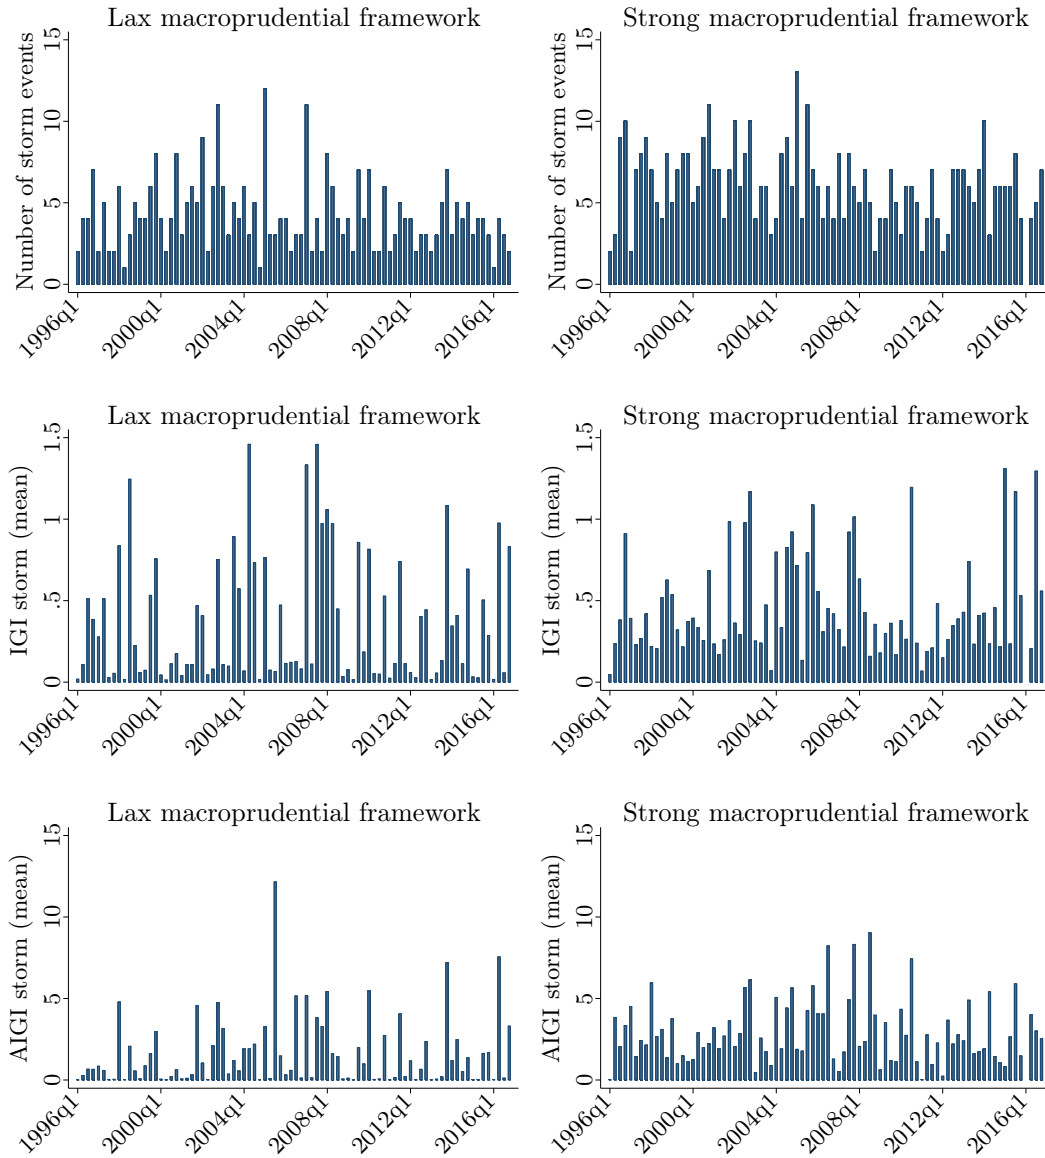 Lax macroprudential framework
Number of storm events
15
10
5
0
1996q1 2000q1 2004q1 2008q1 2012q1 2016q1
Strong macroprudential framework
Number of storm events
15
10
5
0
1996q1 2000q1 2004q1 2008q1 2012q1 2016q1
Lax macroprudential framework
IGI storm (mean)
1.5
1
.5
0
1996q1 2000q1 2004q1 2008q1 2012q1 2016q1
Strong macroprudential framework
IGI storm (mean)
1.5
1
.5
0
1996q1 2000q1 2004q1 2008q1 2012q1 2016q1
Lax macroprudential framework
AIGI storm (mean)
15
10
5
0
1996q1 2000q1 2004q1 2008q1 2012q1 2016q1
Strong macroprudential framework
AIGI storm (mean)
15
10
5
0
1996q1 2000q1 2004q1 2008q1 2012q1 2016q1